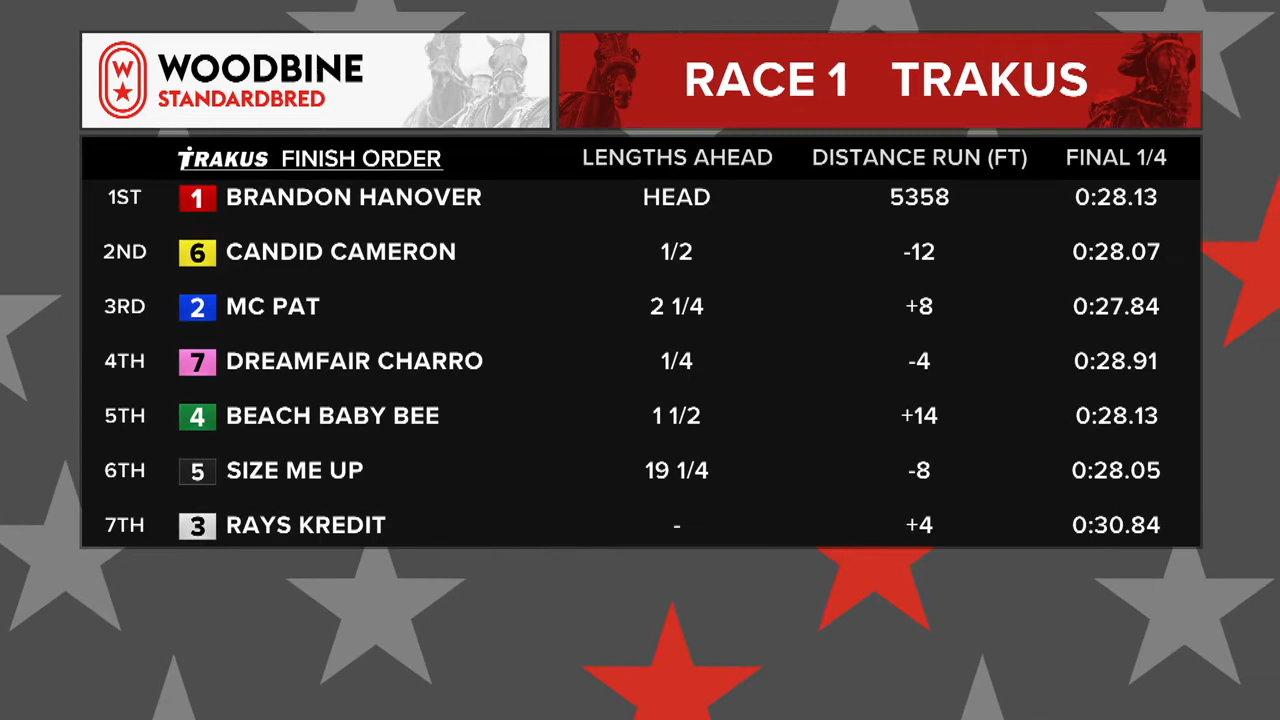 W
WOODBINE
STANDARDBRED
RACE 1 TRAKUS
TRAKUS FINISH ORDER LENGTHS AHEAD DISTANCE RUN (FT) FINAL 1/4
1ST 1 BRANDON HANOVER HEAD 5358 0:28.13
2ND 6 CANDID CAMERON 1/2 -12 0:28.07
3RD 2 MC PAT 2 1/4 +8 0:27.84
4TH 7 DREAMFAIR CHARRO 1/4 -4 0:28.91
5TH 4 BEACH BABY BEE 1 1/2 +14 0:28.13
6TH 5 SIZE ME UP 19 1/4 -8 0:28.05
7TH 3 RAYS KREDIT - +4 0:30.84